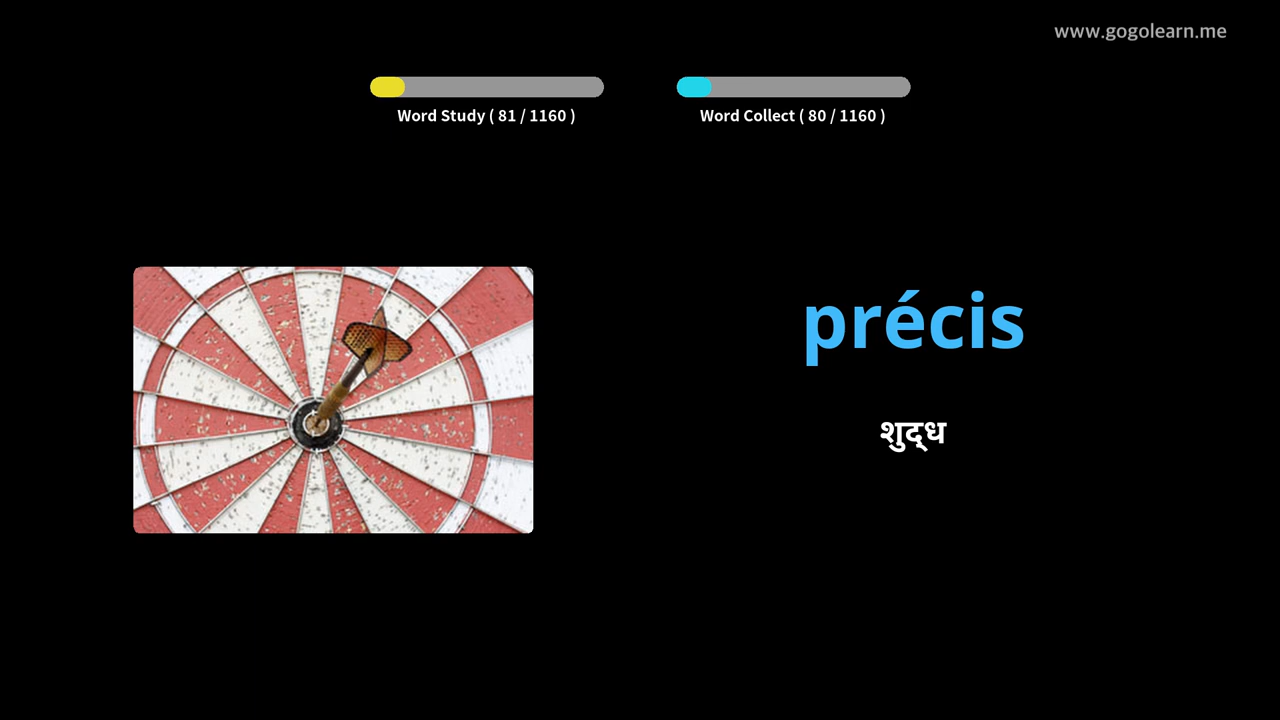 www.gogolearn.me
Word Study ( 81 / 1160 )
Word Collect ( 80 / 1160 )
précis
शुद्ध